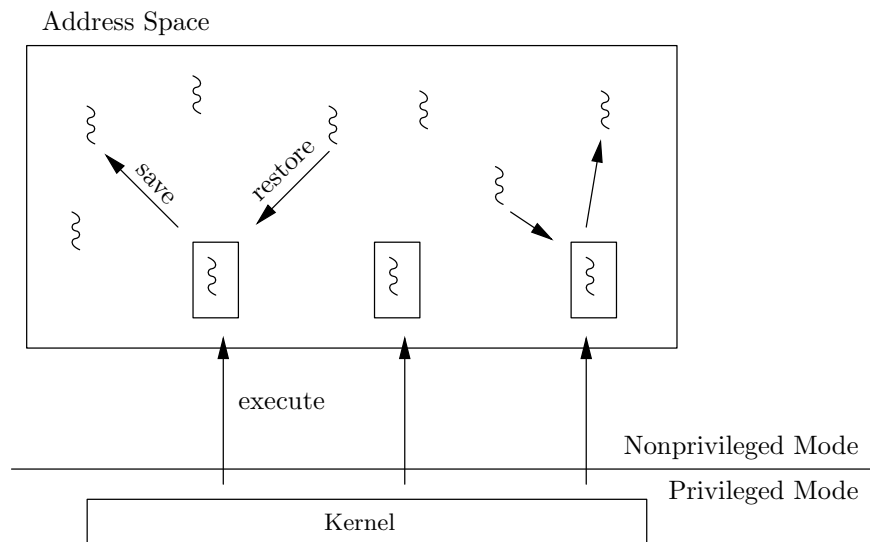 Address Space
save
restore
execute
Nonprivileged Mode
Privileged Mode
Kernel